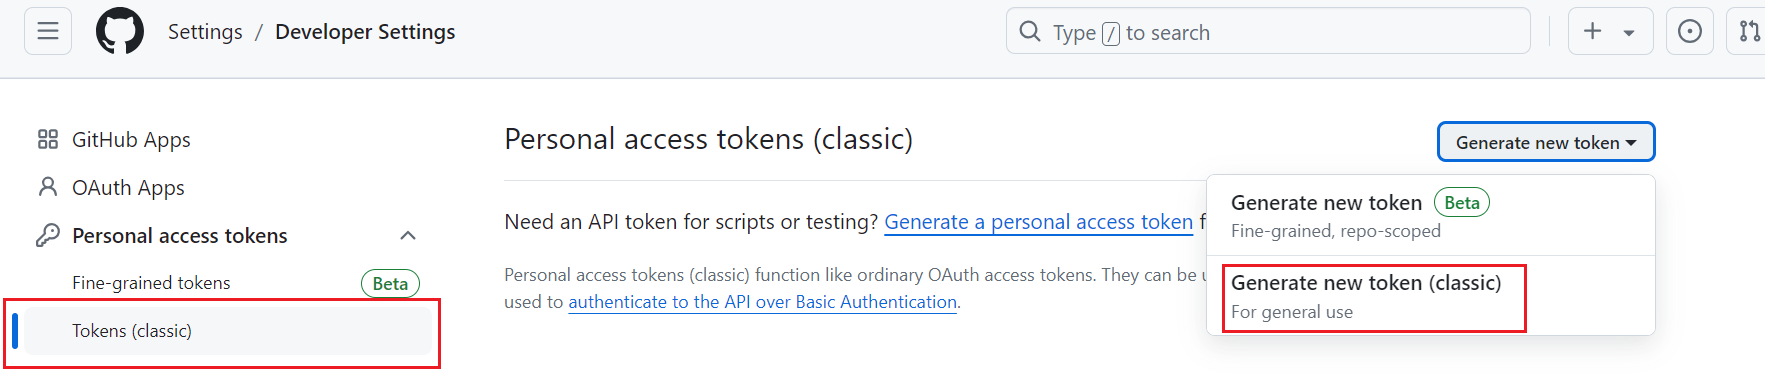 Settings / Developer Settings
Type / to search
GitHub Apps
OAuth Apps
Personal access tokens
Fine-grained tokens Beta
Tokens (classic)
Personal access tokens (classic)
Generate new token
Need an API token for scripts or testing? Generate a personal access token f
Personal access tokens (classic) function like ordinary OAuth access tokens. They can be u
used to authenticate to the API over Basic Authentication.
Generate new token Beta
Fine-grained, repo-scoped
Generate new token (classic)
For general use